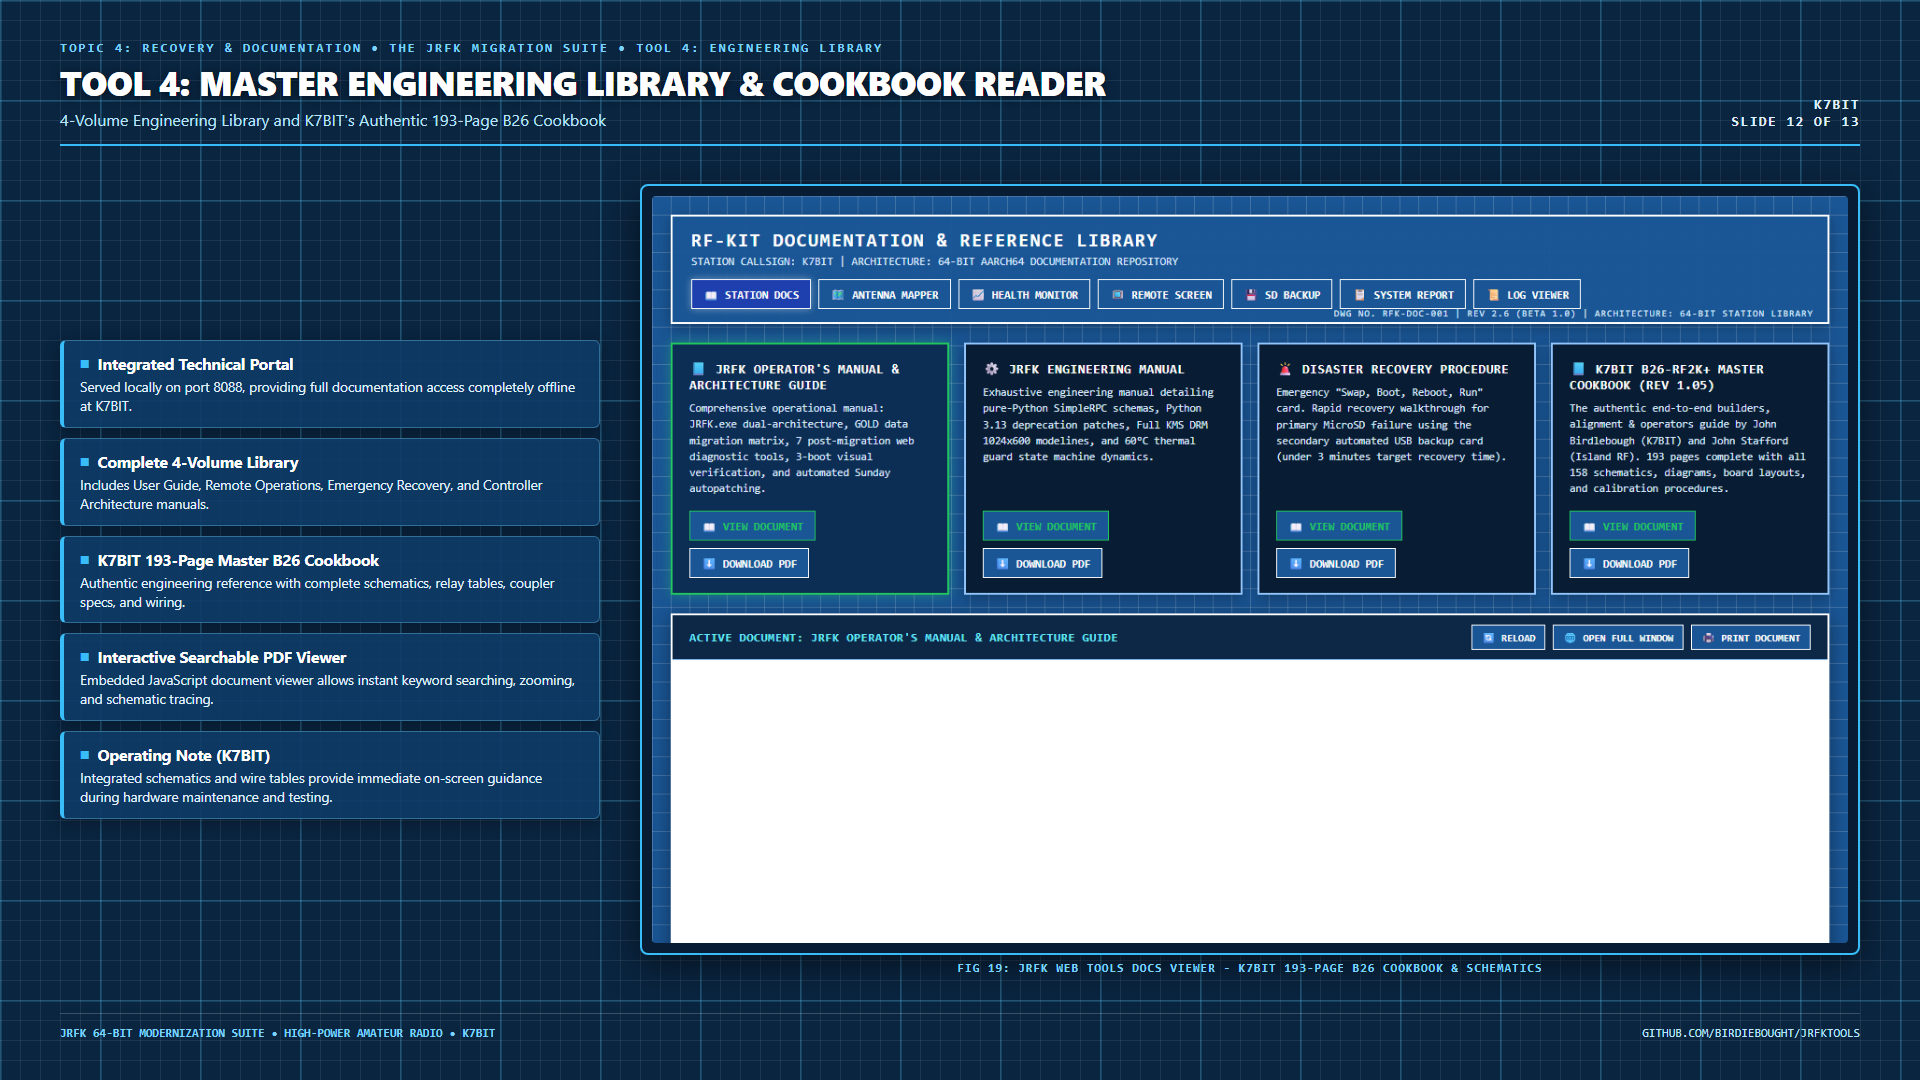 TOPIC 4: RECOVERY & DOCUMENTATION • THE JRFK MIGRATION SUITE • TOOL 4: ENGINEERING LIBRARY
TOOL 4: MASTER ENGINEERING LIBRARY & COOKBOOK READER
4-Volume Engineering Library and K7BIT's Authentic 193-Page B26 Cookbook
K7BIT
SLIDE 12 OF 13
Integrated Technical Portal
Served locally on port 8088, providing full documentation access completely offline
at K7BIT.
Complete 4-Volume Library
Includes User Guide, Remote Operations, Emergency Recovery, and Controller
Architecture manuals.
K7BIT 193-Page Master B26 Cookbook
Authentic engineering reference with complete schematics, relay tables, coupler
specs, and wiring.
Interactive Searchable PDF Viewer
Embedded JavaScript document viewer allows instant keyword searching, zooming,
and schematic tracing.
Operating Note (K7BIT)
Integrated schematics and wire tables provide immediate on-screen guidance
during hardware maintenance and testing.
RF-KIT DOCUMENTATION & REFERENCE LIBRARY
STATION CALLSIGN: K7BIT | ARCHITECTURE: 64-BIT AARCH64 DOCUMENTATION REPOSITORY
STATION DOCS
ANTENNA MAPPER
HEALTH MONITOR
REMOTE SCREEN
SD BACKUP
SYSTEM REPORT
LOG VIEWER
DWG NO. RFK-DOC-001 | REV 2.6 (BETA 1.0) | ARCHITECTURE: 64-BIT STATION LIBRARY
JRFK OPERATOR'S MANUAL &
ARCHITECTURE GUIDE
Comprehensive operational manual:
JRFK.exe dual-architecture, GOLD data
migration matrix, 7 post-migration web
diagnostic tools, 3-boot visual
verification, and automated Sunday
autopatching.
VIEW DOCUMENT
DOWNLOAD PDF
JRFK ENGINEERING MANUAL
Exhaustive engineering manual detailing
pure-Python SimpleRPC schemas, Python
3.13 deprecation patches, Full KMS DRM
1024x600 modelines, and 60°C thermal
guard state machine dynamics.
VIEW DOCUMENT
DOWNLOAD PDF
DISASTER RECOVERY PROCEDURE
Emergency "Swap, Boot, Reboot, Run"
card. Rapid recovery walkthrough for
primary MicroSD failure using the
secondary automated USB backup card
(under 3 minutes target recovery time).
VIEW DOCUMENT
DOWNLOAD PDF
K7BIT B26-RF2K+ MASTER
COOKBOOK (REV 1.05)
The authentic end-to-end builders,
alignment & operators guide by John
Birdlebough (K7BIT) and John Stafford
(Island RF). 193 pages complete with all
158 schematics, diagrams, board layouts,
and calibration procedures.
VIEW DOCUMENT
DOWNLOAD PDF
ACTIVE DOCUMENT: JRFK OPERATOR'S MANUAL & ARCHITECTURE GUIDE
RELOAD
OPEN FULL WINDOW
PRINT DOCUMENT
FIG 19: JRFK WEB TOOLS DOCS VIEWER - K7BIT 193-PAGE B26 COOKBOOK & SCHEMATICS
JRFK 64-BIT MODERNIZATION SUITE • HIGH-POWER AMATEUR RADIO • K7BIT
GITHUB.COM/BIRDIEBOUGHT/JRFKTOOLS